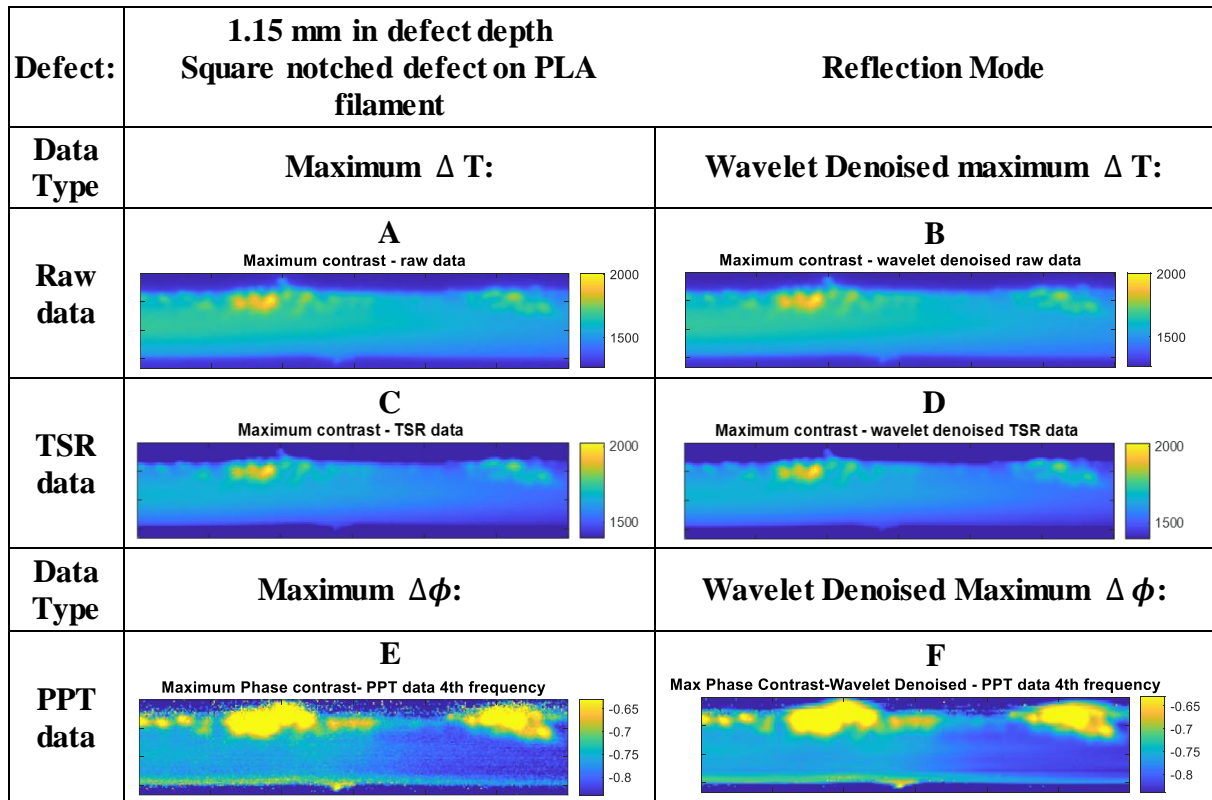 Defect:
1.15 mm in defect depth
Square notched defect on PLA
filament
Reflection Mode
Data
Type
Maximum Δ T:
Wavelet Denoised maximum Δ T:
Raw
data
A
Maximum contrast - raw data
2000
1500
B
Maximum contrast - wavelet denoised raw data
2000
1500
TSR
data
C
Maximum contrast - TSR data
2000
1500
D
Maximum contrast - wavelet denoised TSR data
2000
1500
Data
Type
Maximum Δϕ:
Wavelet Denoised Maximum Δ ϕ:
PPT
data
E
Maximum Phase contrast- PPT data 4th frequency
-0.65
-0.7
-0.75
-0.8
F
Max Phase Contrast-Wavelet Denoised - PPT data 4th frequency
-0.65
-0.7
-0.75
-0.8